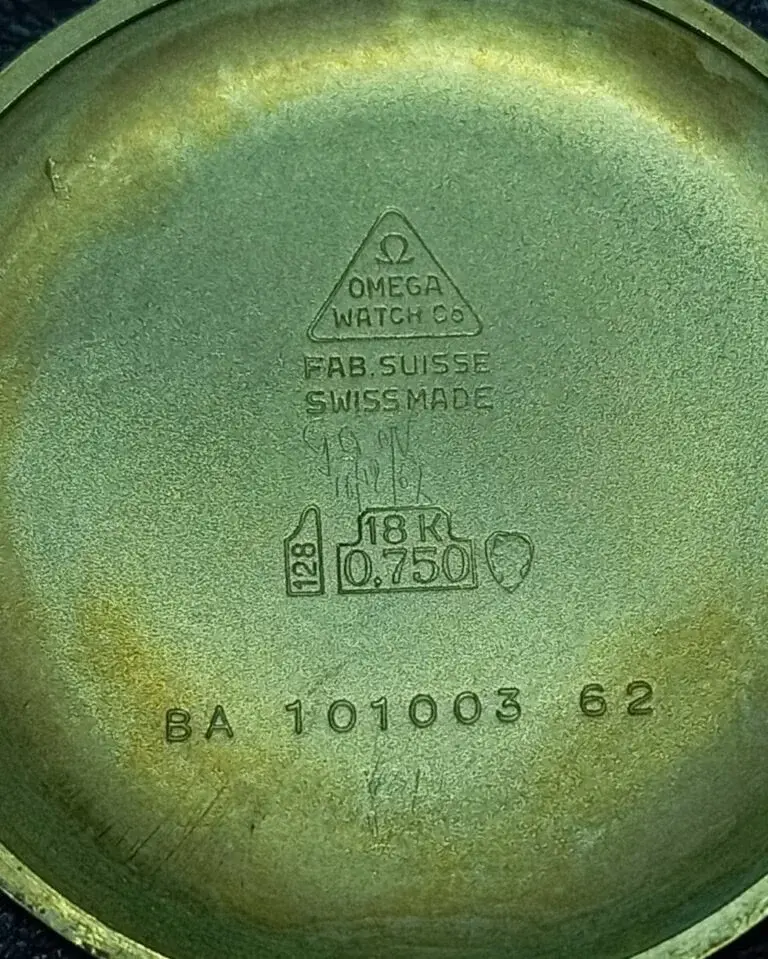 Ω
OMEGA
WATCH Co
FAB. SUISSE
SWISS MADE
128
18 K
0,750
BA 101003 62